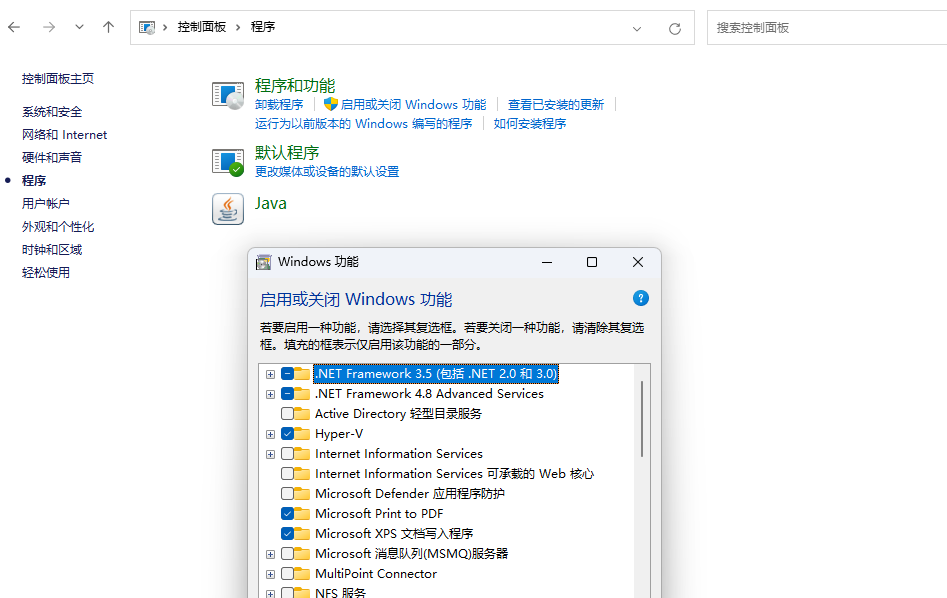 控制面板 程序
搜索控制面板
控制面板主页
系统和安全
网络和 Internet
硬件和声音
程序
用户帐户
外观和个性化
时钟和区域
轻松使用
程序和功能
卸载程序 启用或关闭 Windows 功能 查看已安装的更新
运行为以前版本的 Windows 编写的程序 如何安装程序
默认程序
更改媒体或设备的默认设置
Java
Windows 功能
启用或关闭 Windows 功能
若要启用一种功能，请选择其复选框。若要关闭一种功能，请清除其复选
框。填充的框表示仅启用该功能的一部分。
.NET Framework 3.5 (包括 .NET 2.0 和 3.0)
.NET Framework 4.8 Advanced Services
Active Directory 轻型目录服务
Hyper-V
Internet Information Services
Internet Information Services 可承载的 Web 核心
Microsoft Defender 应用程序防护
Microsoft Print to PDF
Microsoft XPS 文档写入程序
Microsoft 消息队列(MSMQ)服务器
MultiPoint Connector
NFS 服务